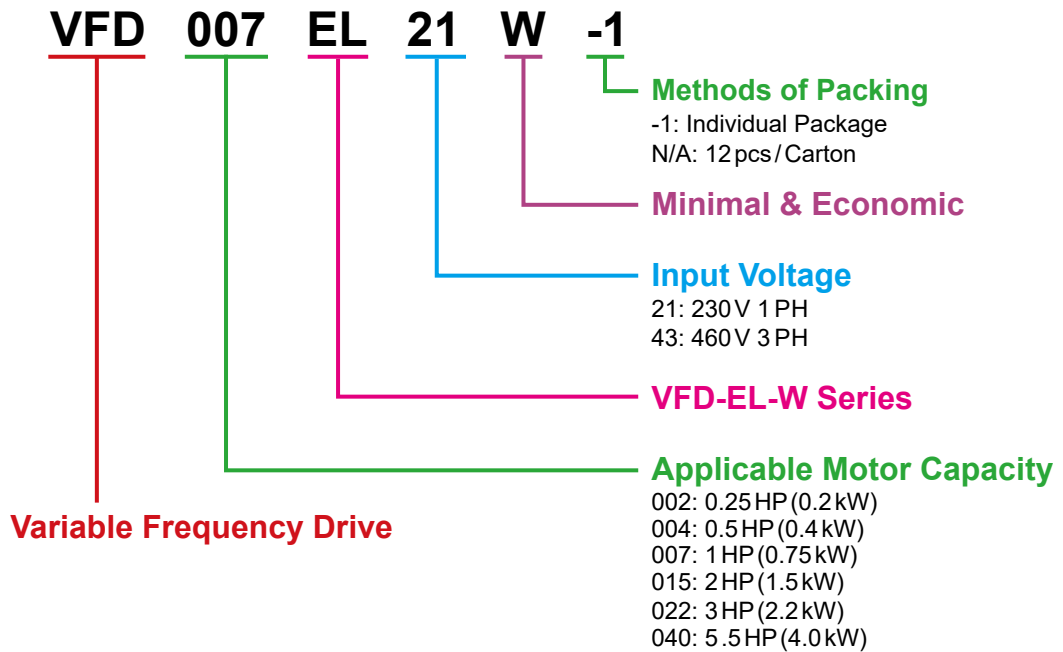 VFD 007 EL 21 W -1
Methods of Packing
-1: Individual Package
N/A: 12 pcs / Carton
Minimal & Economic
Input Voltage
21: 230 V 1 PH
43: 460 V 3 PH
VFD-EL-W Series
Applicable Motor Capacity
002: 0.25 HP (0.2 kW)
004: 0.5 HP (0.4 kW)
007: 1 HP (0.75 kW)
015: 2 HP (1.5 kW)
022: 3 HP (2.2 kW)
040: 5.5 HP (4.0 kW)
Variable Frequency Drive